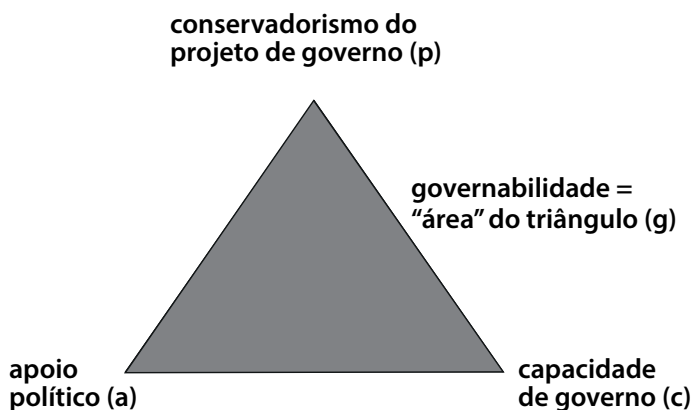 conservadorismo do
projeto de governo (p)
governabilidade =
“área” do triângulo (g)
apoio
político (a)
capacidade
de governo (c)